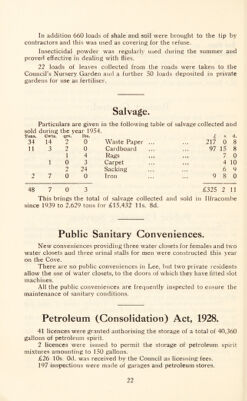 In addition 660 loads of shale and soil were brought to the tip by
contractors and this was used as covering for the refuse.
Insecticidal powder was regularly used during the summer and
proved effective in dealing with flies.
22 loads of leaves collected from the roads were taken to the
Council's Nursery Garden and a further 50 loads deposited in private
gardens for use as fertiliser.
Salvage.
Particulars are given in the following table of salvage collected and
sold during the year 1954.
Tons. Cwts. qrs. lbs. £ s. d.
34 14 2 0 Waste Paper ... ... 217 0 8
11 3 2 0 Cardboard ... ... 97 15 8
1 4 Rags ... ... 7 0
1 0 3 Carpet ... ... 4 10
2 24 Sacking ... ... 6 9
2 7 0 0 Iron ... ... 9 8 0
48 7 0 3 £325 2 11
This brings the total of salvage collected and sold in Ilfracombe
since 1939 to 2,629 tons for £15,432 11s. 8d.
Public Sanitary Conveniences.
New conveniences providing three water closets for females and two
water closets and three urinal stalls for men were constructed this year
on the Cove.
There are no public conveniences in Lee, but two private residents
allow the use of water closets, to the doors of which they have fitted slot
machines.
All the public conveniences are frequently inspected to ensure the
maintenance of sanitary conditions.
Petroleum (Consolidation) Act, 1928.
41 licences were granted authorising the storage of a total of 40,360
gallons of petroleum spirit.
2 licences were issued to permit the storage of petroleum spirit
mixtures amounting to 150 gallons.
£26 10s. 0d. was received by the Council as licensing fees.
197 inspections were made of garages and petroleum stores.
22